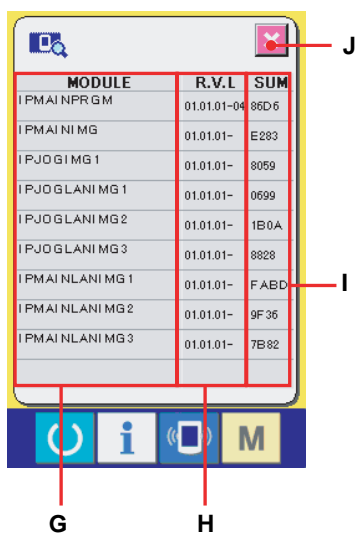 J
MODULE R.V.L SUM
IPMAINPRGM 01.01.01-04 86D6
IPMAINIMG 01.01.01- E283
IPJOGIMG1 01.01.01- 8059
IPJOGLANIMG1 01.01.01- 0699
IPJOGLANIMG2 01.01.01- 1B0A
IPJOGLANIMG3 01.01.01- 8828
IPMAINLANIMG1 01.01.01- FABD
I
IPMAINLANIMG2 01.01.01- 9F36
IPMAINLANIMG3 01.01.01- 7B82
i M
G H